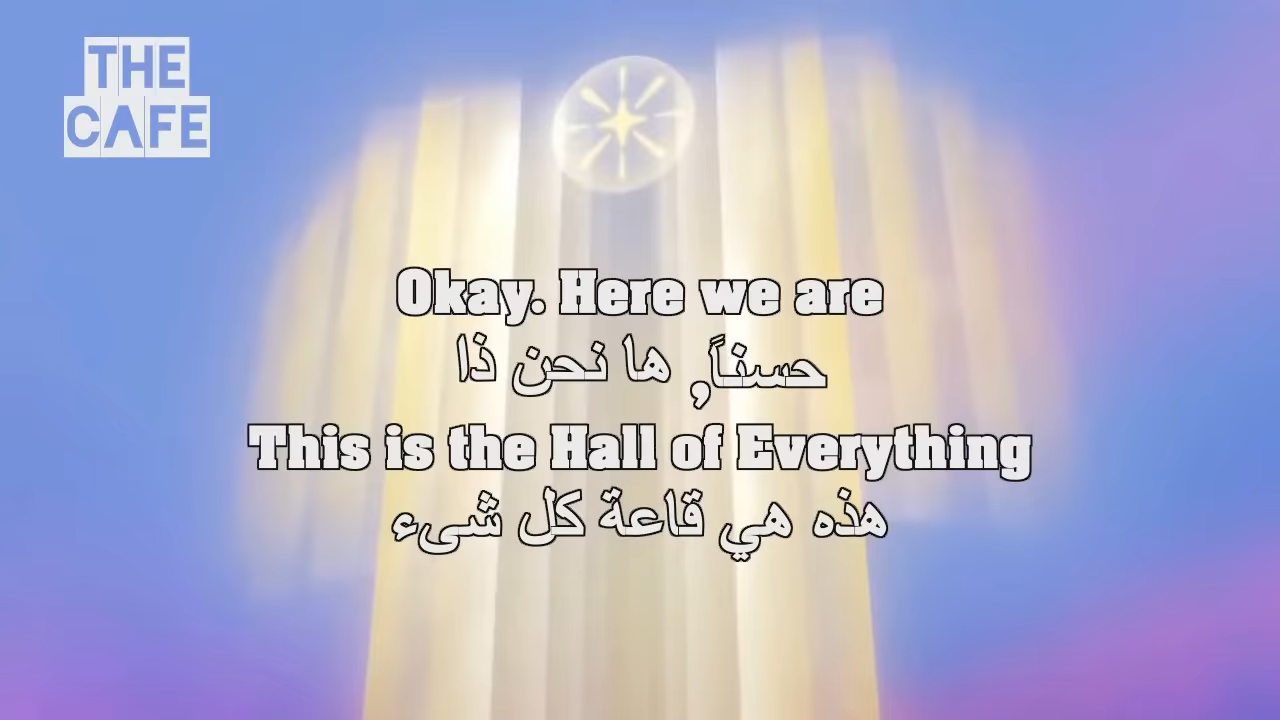 THE
CAFE
Okay. Here we are
حسناً, ها نحن ذا
This is the Hall of Everything
هذه هي قاعة كل شىء